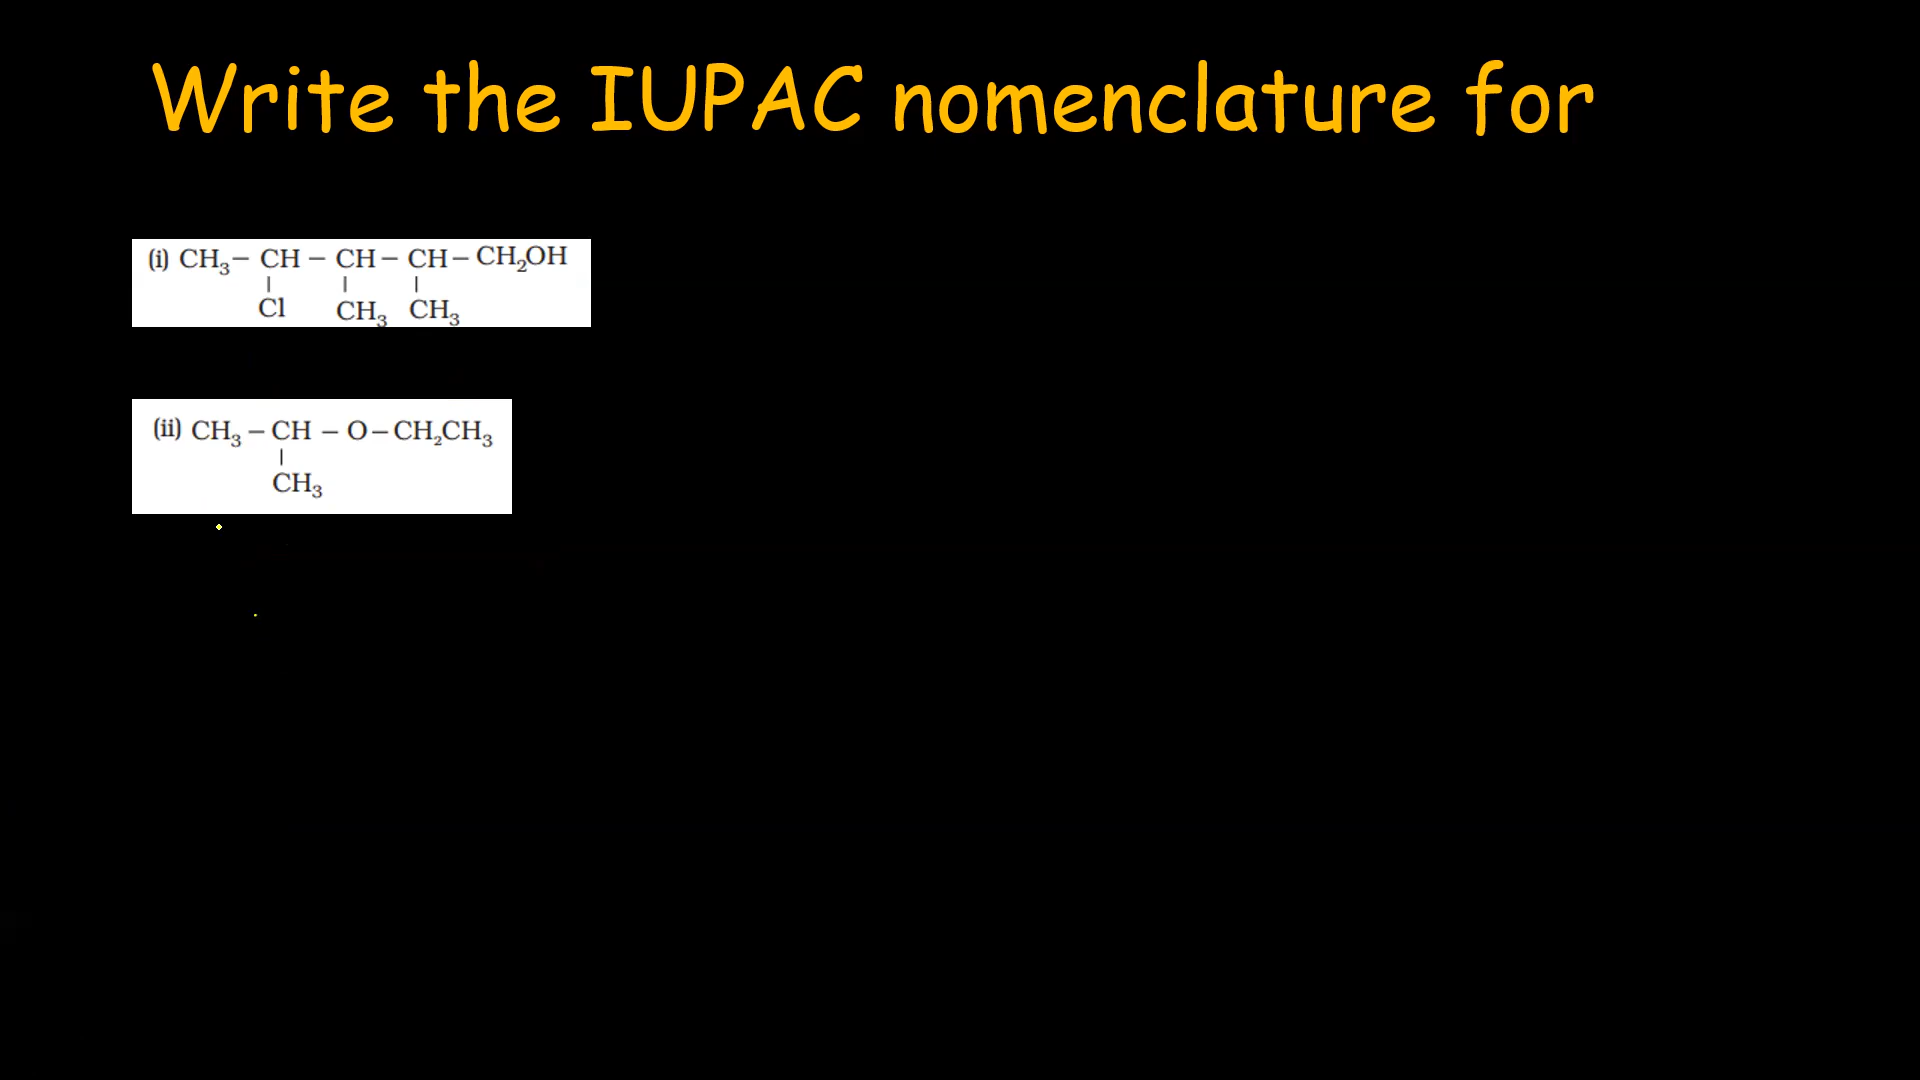 Write the IUPAC nomenclature for
(i) CH₃– CH – CH – CH – CH₂OH
| | |
Cl CH₃ CH₃
(ii) CH₃ – CH – O – CH₂CH₃
|
CH₃